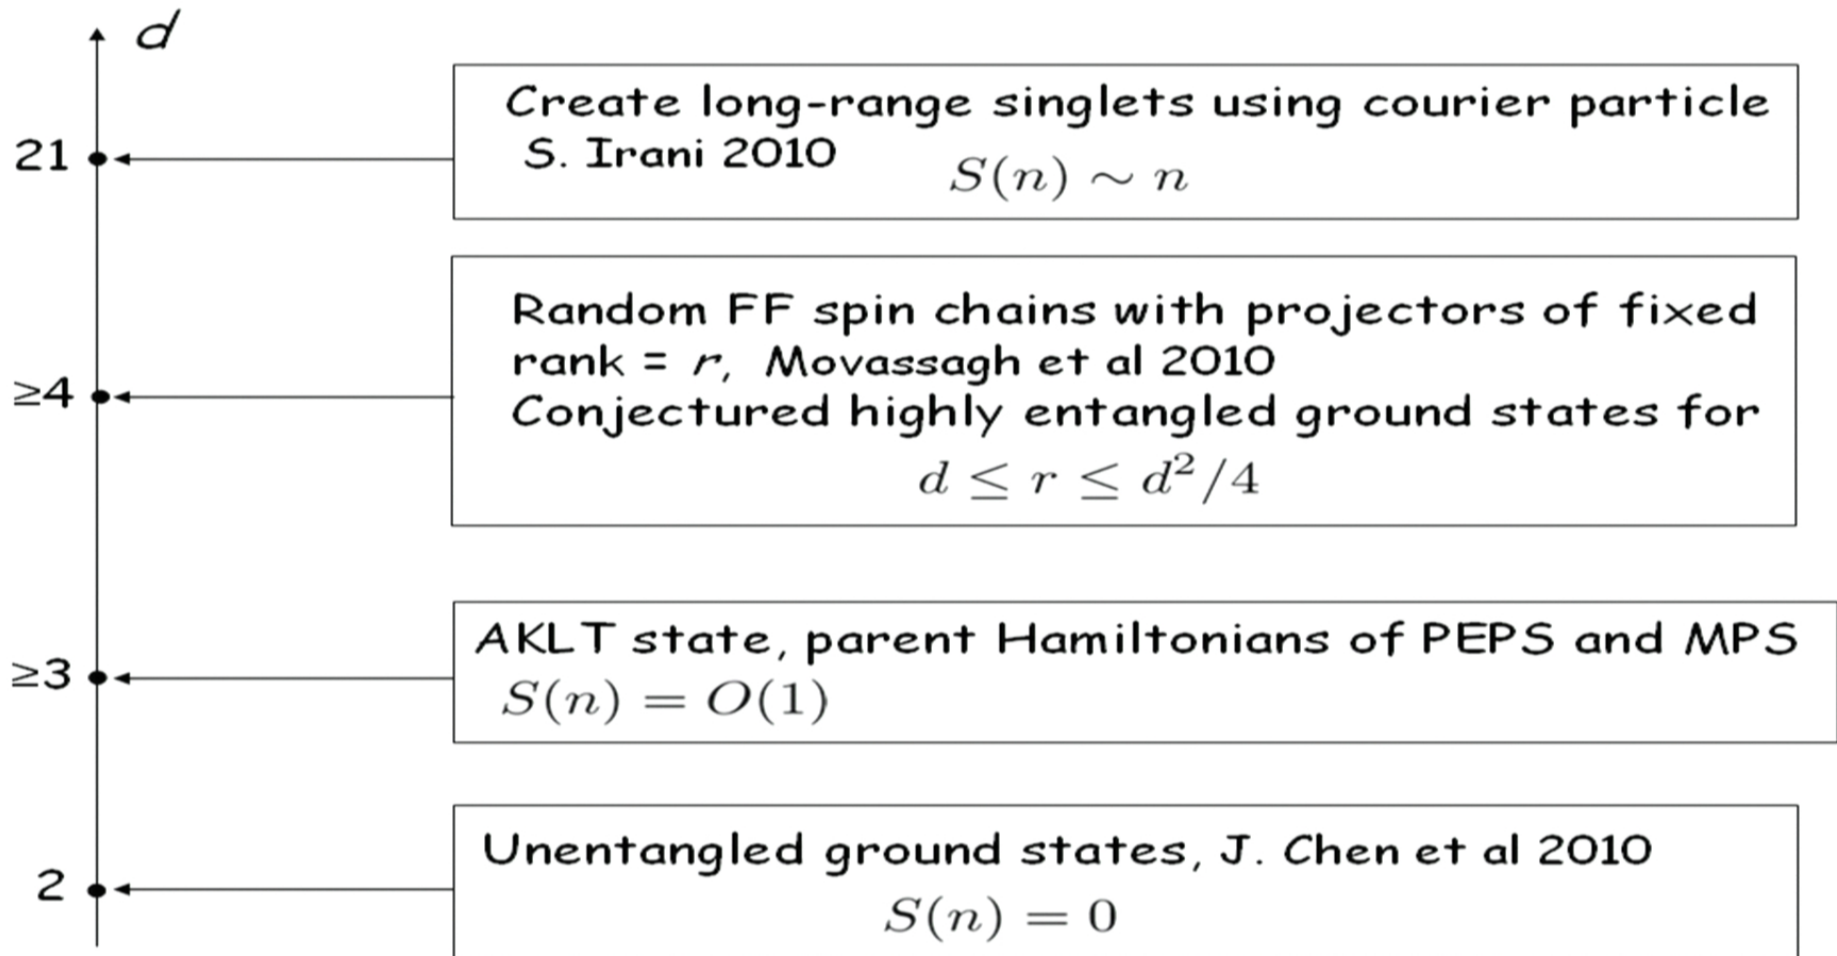 d
21
Create long-range singlets using courier particle
S. Irani 2010
S(n) ∼ n
≥4
Random FF spin chains with projectors of fixed
rank = r, Movassagh et al 2010
Conjectured highly entangled ground states for
d ≤ r ≤ d²/4
≥3
AKLT state, parent Hamiltonians of PEPS and MPS
S(n) = O(1)
2
Unentangled ground states, J. Chen et al 2010
S(n) = 0